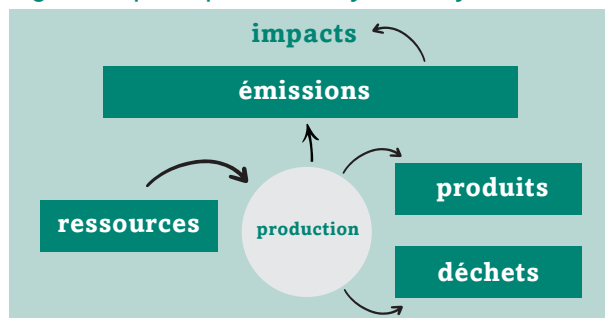 impacts
émissions
produits
ressources
production
déchets